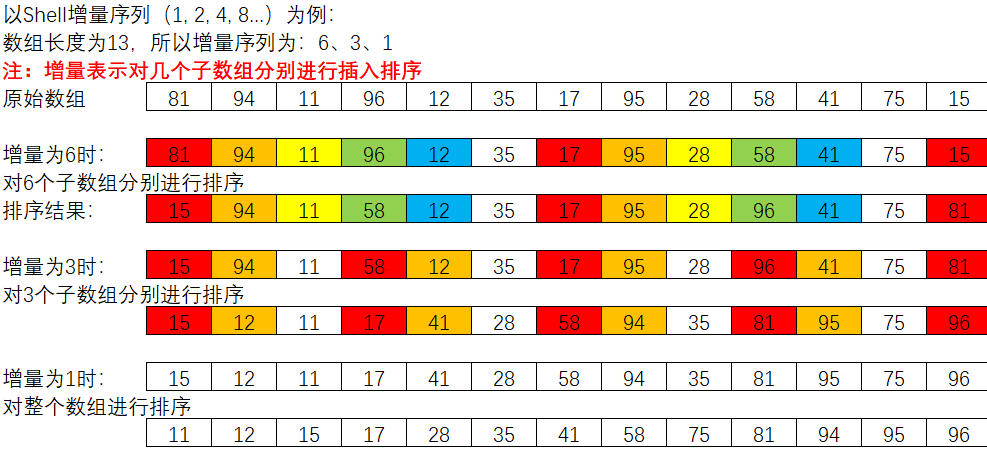 以Shell增量序列（1, 2, 4, 8...）为例：
数组长度为13，所以增量序列为：6、3、1
注：增量表示对几个子数组分别进行插入排序
原始数组 81 94 11 96 12 35 17 95 28 58 41 75 15
增量为6时： 81 94 11 96 12 35 17 95 28 58 41 75 15
对6个子数组分别进行排序
排序结果： 15 94 11 58 12 35 17 95 28 96 41 75 81
增量为3时： 15 94 11 58 12 35 17 95 28 96 41 75 81
对3个子数组分别进行排序
15 12 11 17 41 28 58 94 35 81 95 75 96
增量为1时： 15 12 11 17 41 28 58 94 35 81 95 75 96
对整个数组进行排序
11 12 15 17 28 35 41 58 75 81 94 95 96